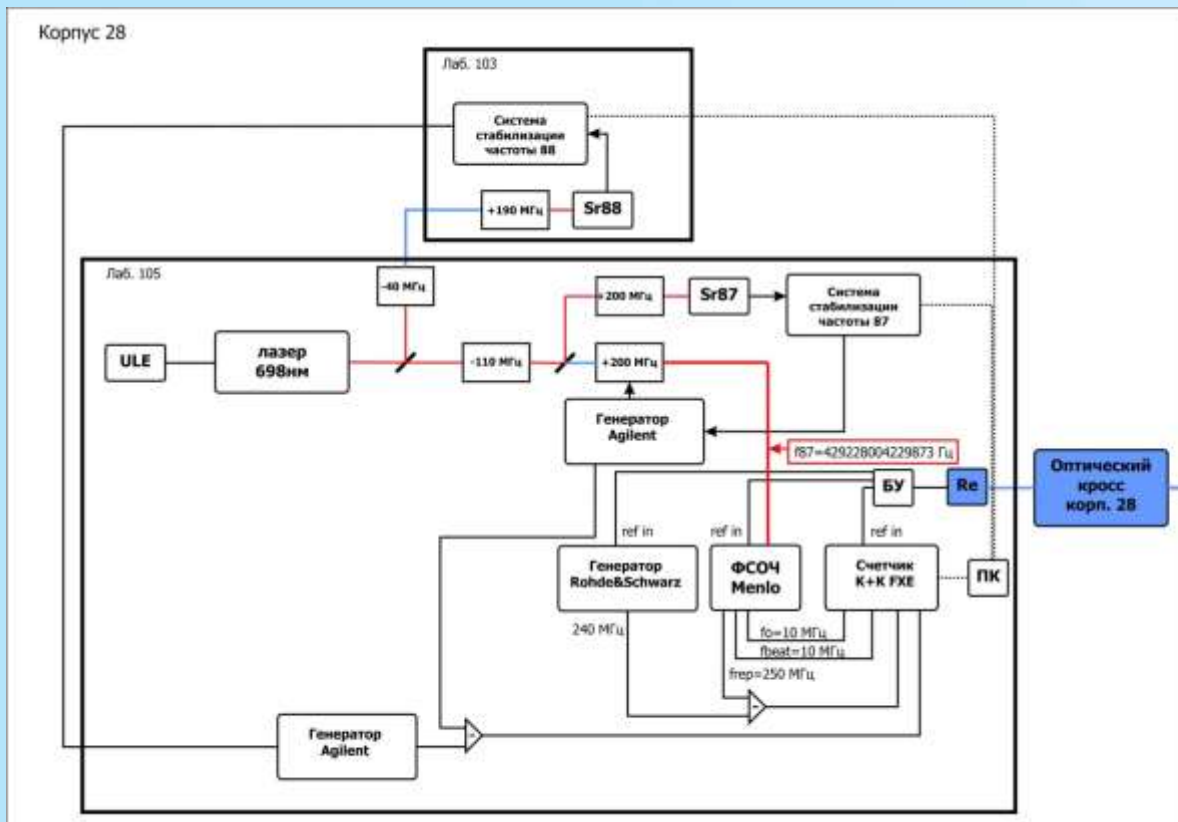 Корпус 28
Лаб. 103
Система
стабилизации
частоты 88
+190 МГц
Sr88
Лаб. 105
-40 МГц
+200 МГц
Sr87
Система
стабилизации
частоты 87
ULE
лазер
698нм
-110 МГц
+200 МГц
Генератор
Agilent
f87=429228004229873 Гц
БУ
Re
Оптический
кросс
корп. 28
ref in
ref in
ref in
Генератор
Rohde&Schwarz
ФСОЧ
Menlo
Счетчик
K+K FXE
ПК
240 МГц
fo=10 МГц
fbeat=10 МГц
frep=250 МГц
-
Генератор
Agilent
-